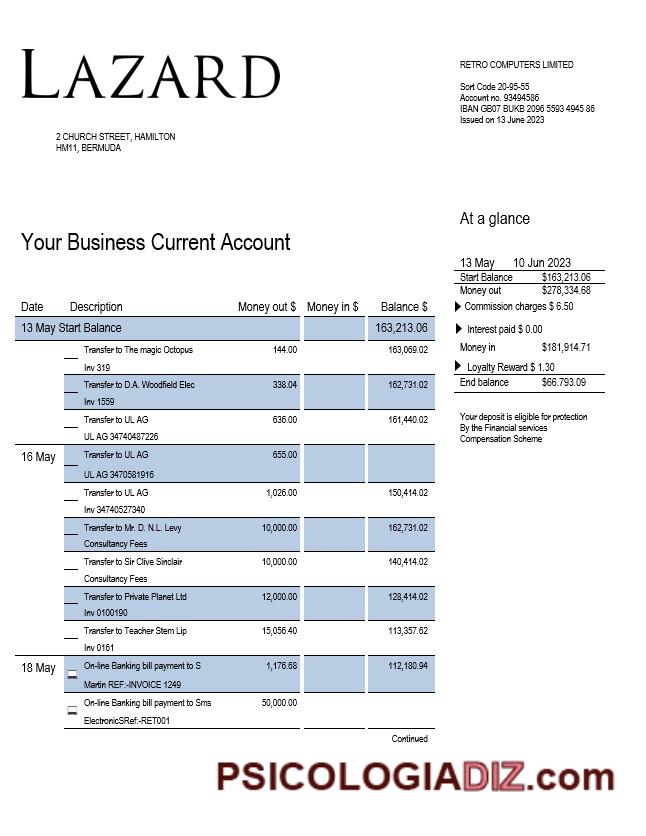 LAZARD
RETRO COMPUTERS LIMITED
Sort Code 20-95-55
Account no. 93494586
IBAN GB07 BUKB 2096 5593 4945 86
Issued on 13 June 2023
2 CHURCH STREET, HAMILTON
HM11, BERMUDA
At a glance
Your Business Current Account
13 May 10 Jun 2023
Start Balance $163,213.06
Money out $278,334.68
Commission charges $ 6.50
Interest paid $ 0.00
Money in $181,914.71
Loyalty Reward $ 1.30
End balance $66.793.09
Your deposit is eligible for protection
By the Financial services
Compensation Scheme
Date Description Money out $ Money in $ Balance $
13 May Start Balance 163,213.06
Transfer to The magic Octopus 144.00 163,069.02
Inv 319
Transfer to D.A. Woodfield Elec 338.04 162,731.02
Inv 1559
Transfer to UL AG 636.00 161,440.02
UL AG 34740487226
16 May Transfer to UL AG 655.00
UL AG 3470581916
Transfer to UL AG 1,026.00 150,414.02
Inv 34740527340
Transfer to Mr. D. N.L. Levy 10,000.00 162,731.02
Consultancy Fees
Transfer to Sir Clive Sinclair 10,000.00 140,414.02
Consultancy Fees
Transfer to Private Planet Ltd 12,000.00 128,414.02
Inv 0100190
Transfer to Teacher Stern Lip 15,056.40 113,357.62
Inv 0161
18 May On-line Banking bill payment to S 1,176.68 112,180.94
Martin REF:-INVOICE 1249
On-line Banking bill payment to Sms 50,000.00
ElectronicSRef:-RET001
Continued
PSICOLOGIADIZ.com